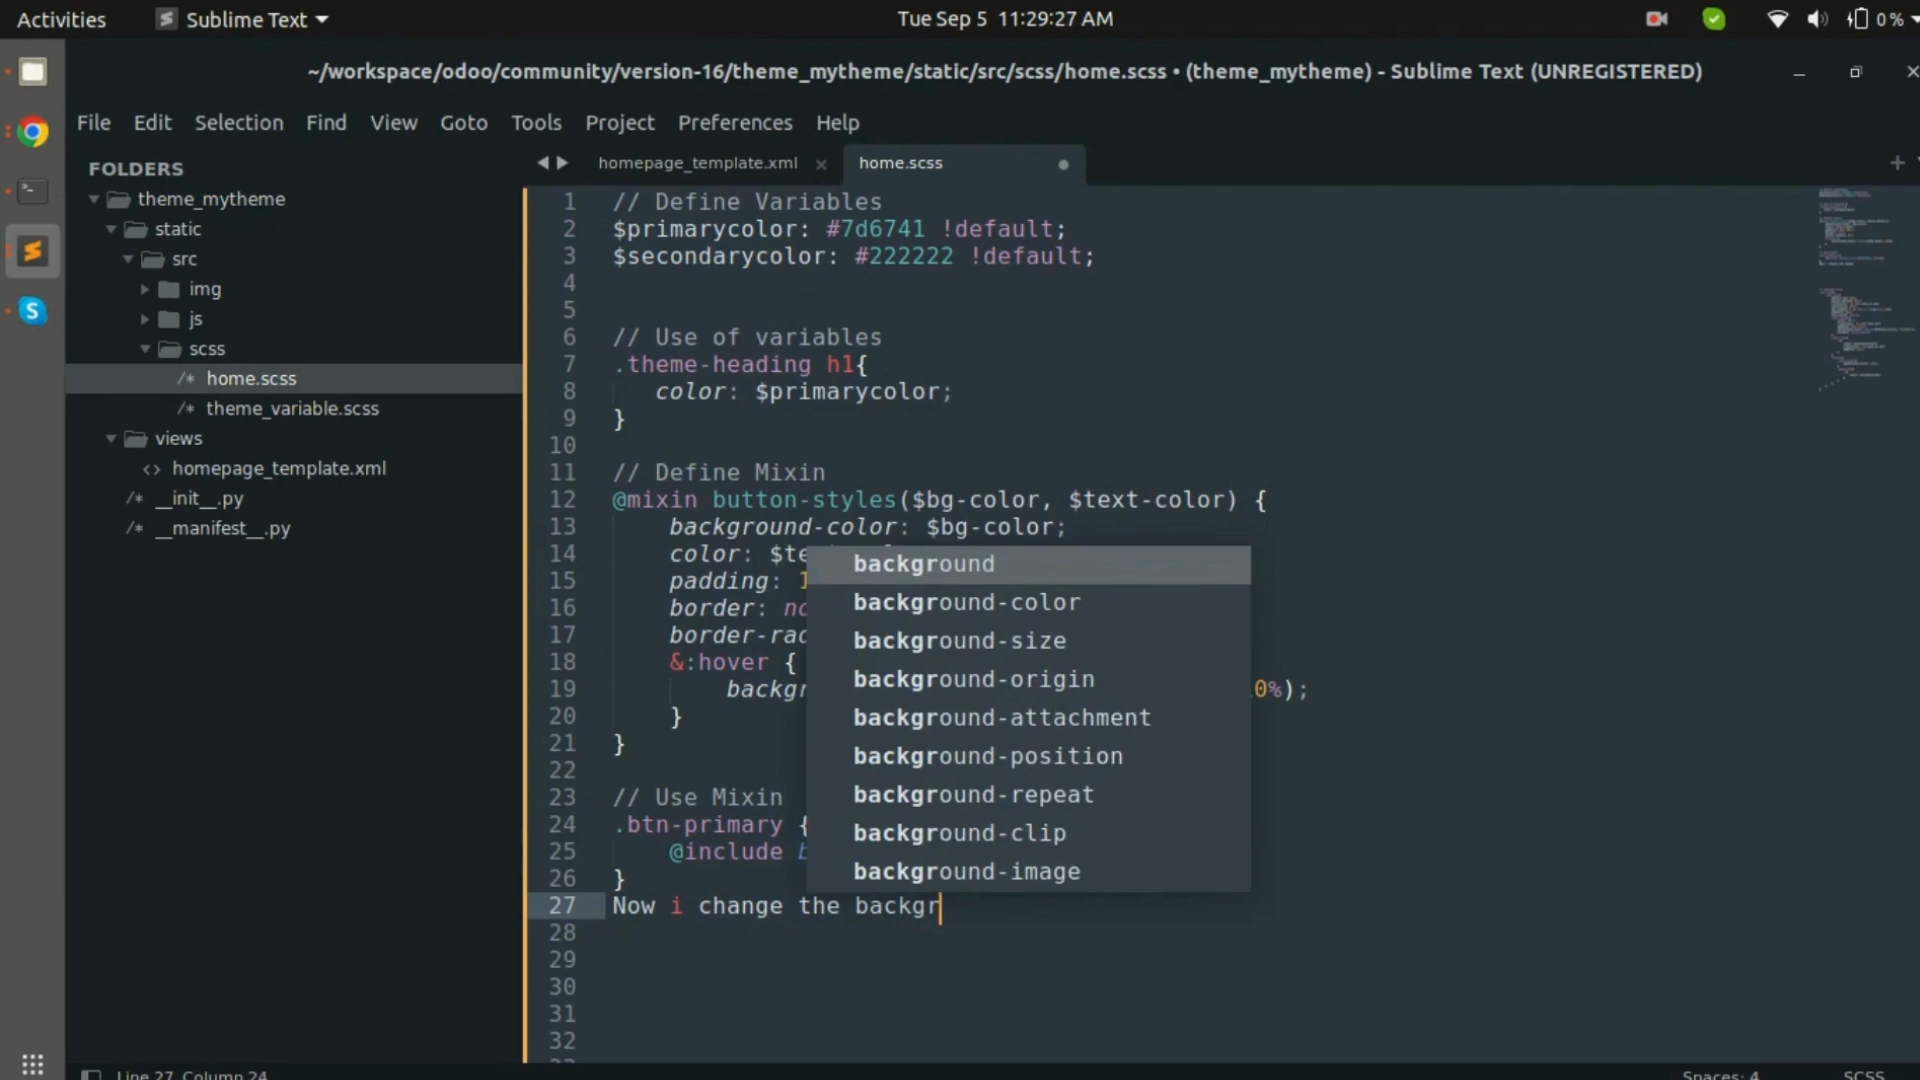 Activities
Sublime Text
Tue Sep 5 11:29:27 AM
0 %
~/workspace/odoo/community/version-16/theme_mytheme/static/src/scss/home.scss • (theme_mytheme) - Sublime Text (UNREGISTERED)
File Edit Selection Find View Goto Tools Project Preferences Help
FOLDERS
theme_mytheme
static
src
img
js
scss
/* home.scss
/* theme_variable.scss
views
<> homepage_template.xml
/* __init__.py
/* __manifest__.py
homepage_template.xml
home.scss
1 // Define Variables
2 $primarycolor: #7d6741 !default;
3 $secondarycolor: #222222 !default;
4
5
6 // Use of variables
7 .theme-heading h1{
8 color: $primarycolor;
9 }
10
11 // Define Mixin
12 @mixin button-styles($bg-color, $text-color) {
13 background-color: $bg-color;
14 color: $te
15 padding: 1
16 border: no
17 border-rad
18 &:hover {
19 backgr 0%);
20 }
21 }
22
23 // Use Mixin
24 .btn-primary {
25 @include b
26 }
27 Now i change the backgr
28
29
30
31
32
background
background-color
background-size
background-origin
background-attachment
background-position
background-repeat
background-clip
background-image
Line 27, Column 24
Spaces: 4
SCSS